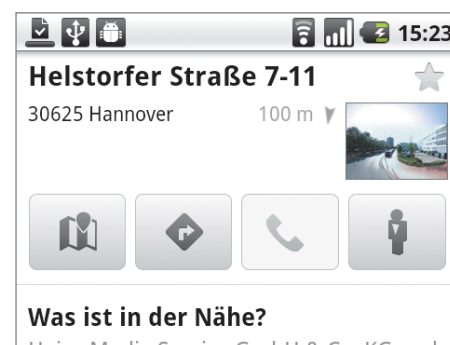 15:23
Helstorfer Straße 7-11
30625 Hannover 100 m
Was ist in der Nähe?